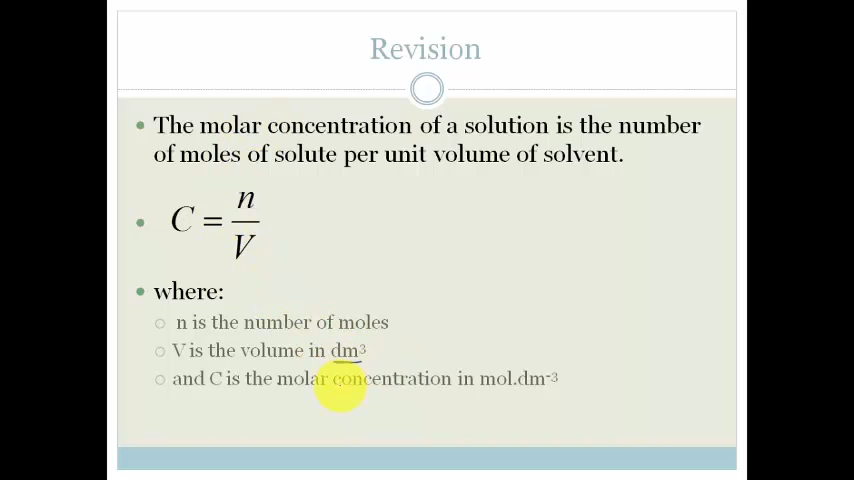 Revision
The molar concentration of a solution is the number
of moles of solute per unit volume of solvent.
C = n/V
where:
n is the number of moles
V is the volume in dm³
and C is the molar concentration in mol.dm⁻³